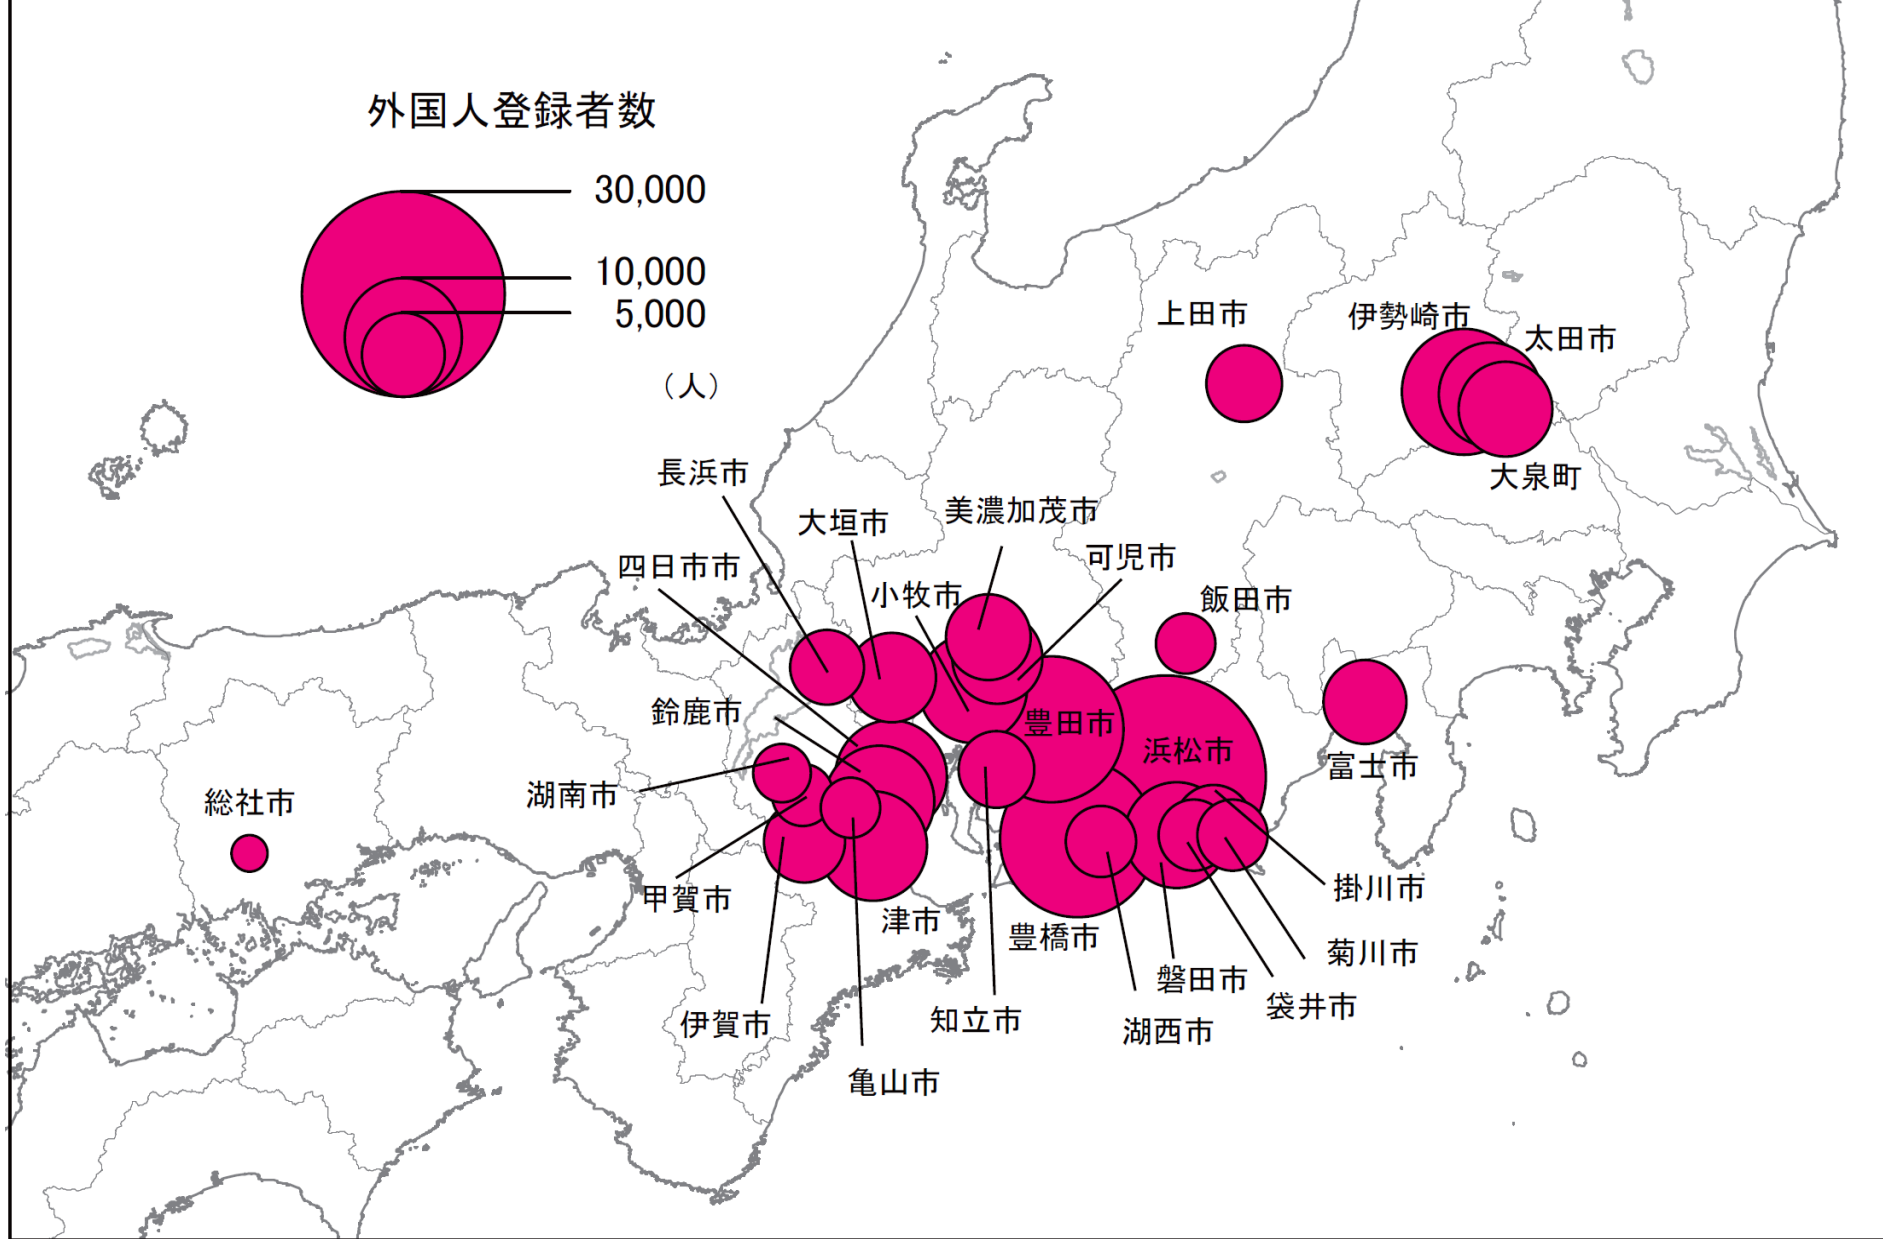 外国人登録者数
30,000
10,000
5,000
（人）
上田市
伊勢崎市
太田市
大泉町
長浜市
大垣市
美濃加茂市
可児市
四日市市
小牧市
飯田市
鈴鹿市
豊田市
浜松市
富士市
湖南市
総社市
甲賀市
津市
豊橋市
掛川市
菊川市
磐田市
袋井市
伊賀市
知立市
湖西市
亀山市